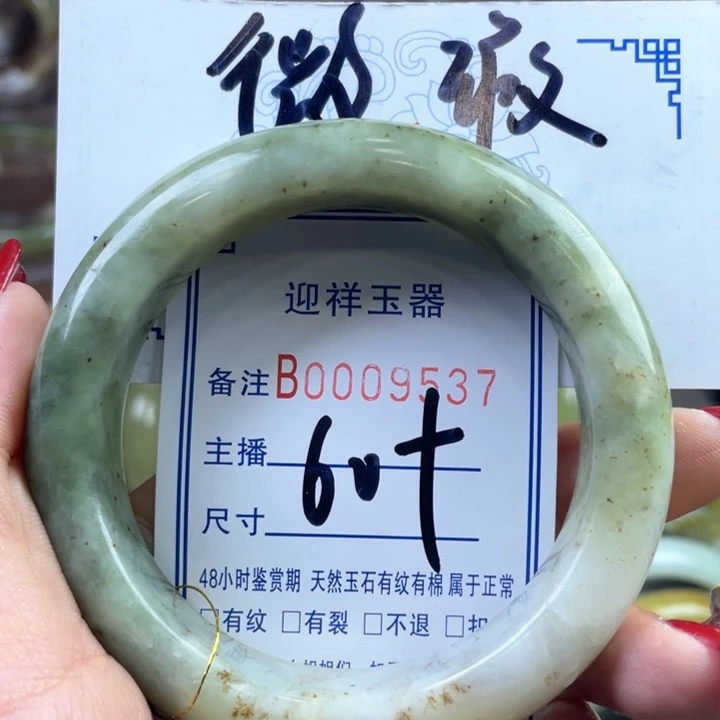 微瑕
迎祥玉器
备注B0009537
主播
尺寸
60+
48小时鉴赏期 天然玉石有纹有棉属于正常
□有纹 □有裂 □不退 □